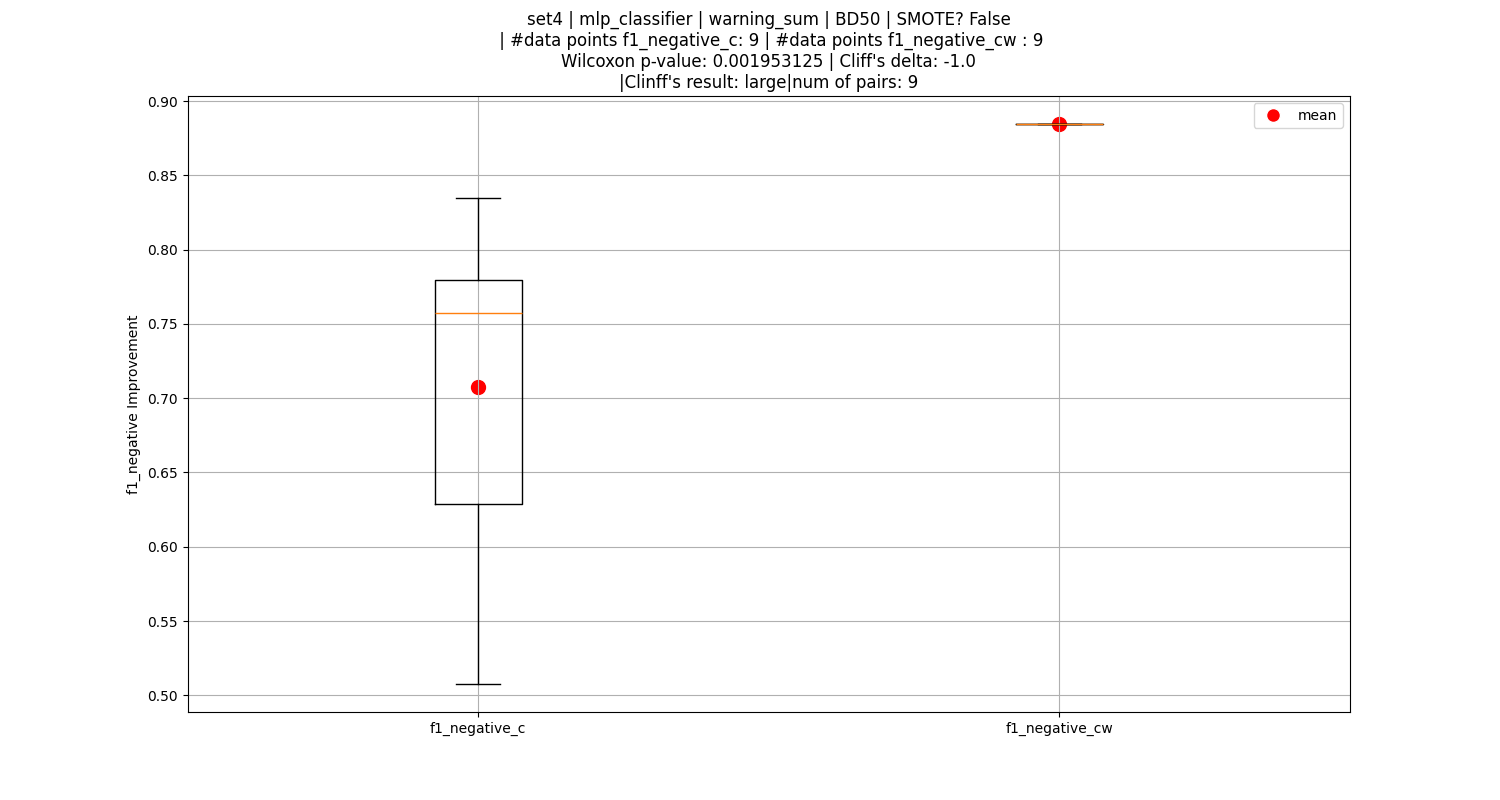 set4 | mlp_classifier | warning_sum | BD50 | SMOTE? False
| #data points f1_negative_c: 9 | #data points f1_negative_cw : 9
Wilcoxon p-value: 0.001953125 | Cliff's delta: -1.0
|Clinff's result: large|num of pairs: 9
mean
f1_negative Improvement
0.90
0.85
0.80
0.75
0.70
0.65
0.60
0.55
0.50
f1_negative_c
f1_negative_cw